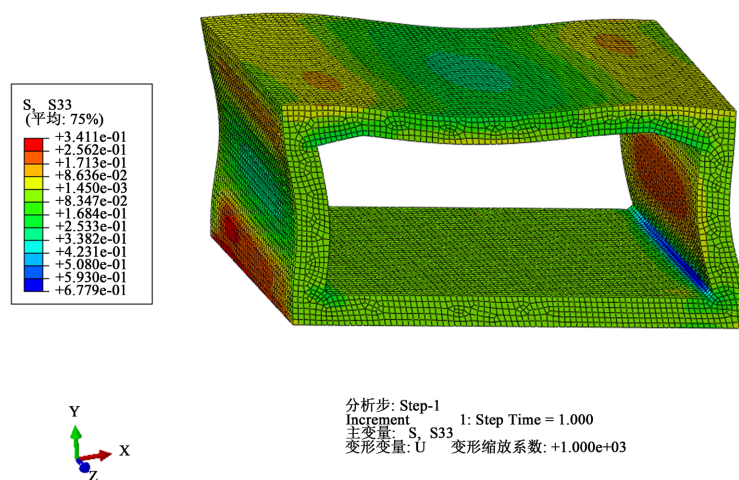 S, S33
(平均: 75%)
+3.411e-01
+2.562e-01
+1.713e-01
+8.636e-02
+1.450e-03
+8.347e-02
+1.684e-01
+2.533e-01
+3.382e-01
+4.231e-01
+5.080e-01
+5.930e-01
+6.779e-01
Y
X
Z
分析步: Step-1
Increment 1: Step Time = 1.000
主变量: S, S33
变形变量: U 变形缩放系数: +1.000e+03